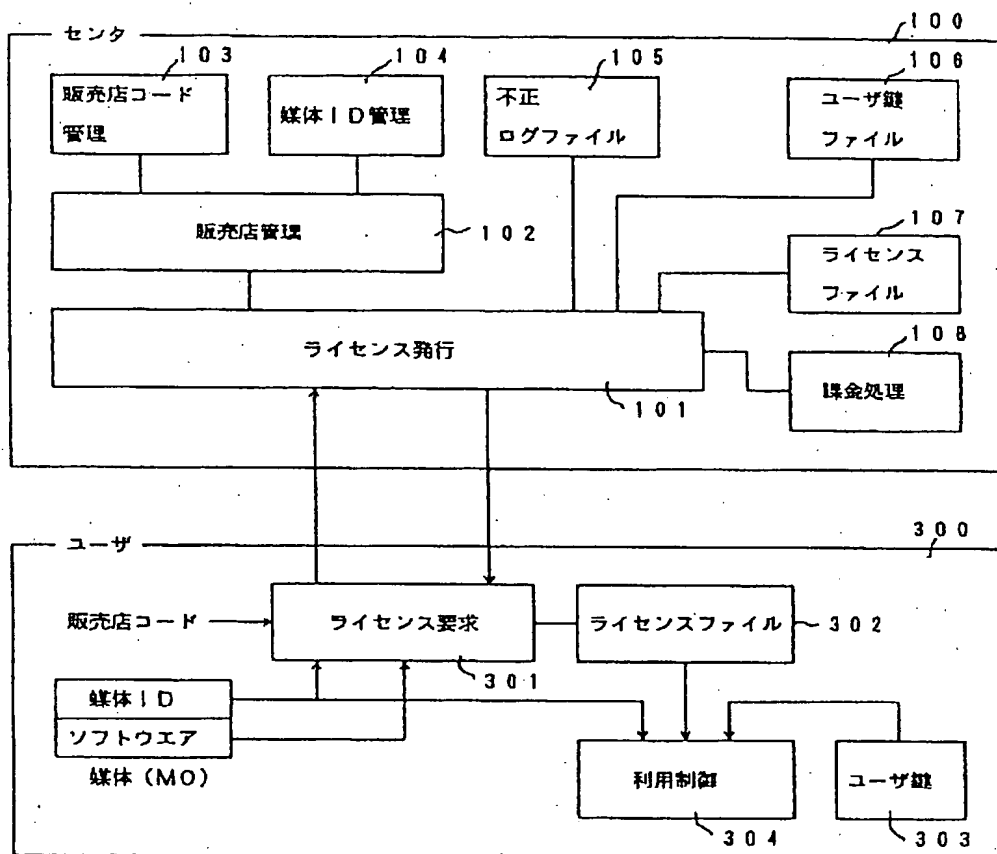 100
センタ
103
104
105
106
販売店コード
管理
媒体ID管理
不正
ログファイル
ユーザ鍵
ファイル
販売店管理
102
107
ライセンス
ファイル
ライセンス発行
101
108
課金処理
300
ユーザ
販売店コード
ライセンス要求
301
ライセンスファイル
302
媒体ID
ソフトウエア
媒体(MO)
利用制御
304
ユーザ鍵
303